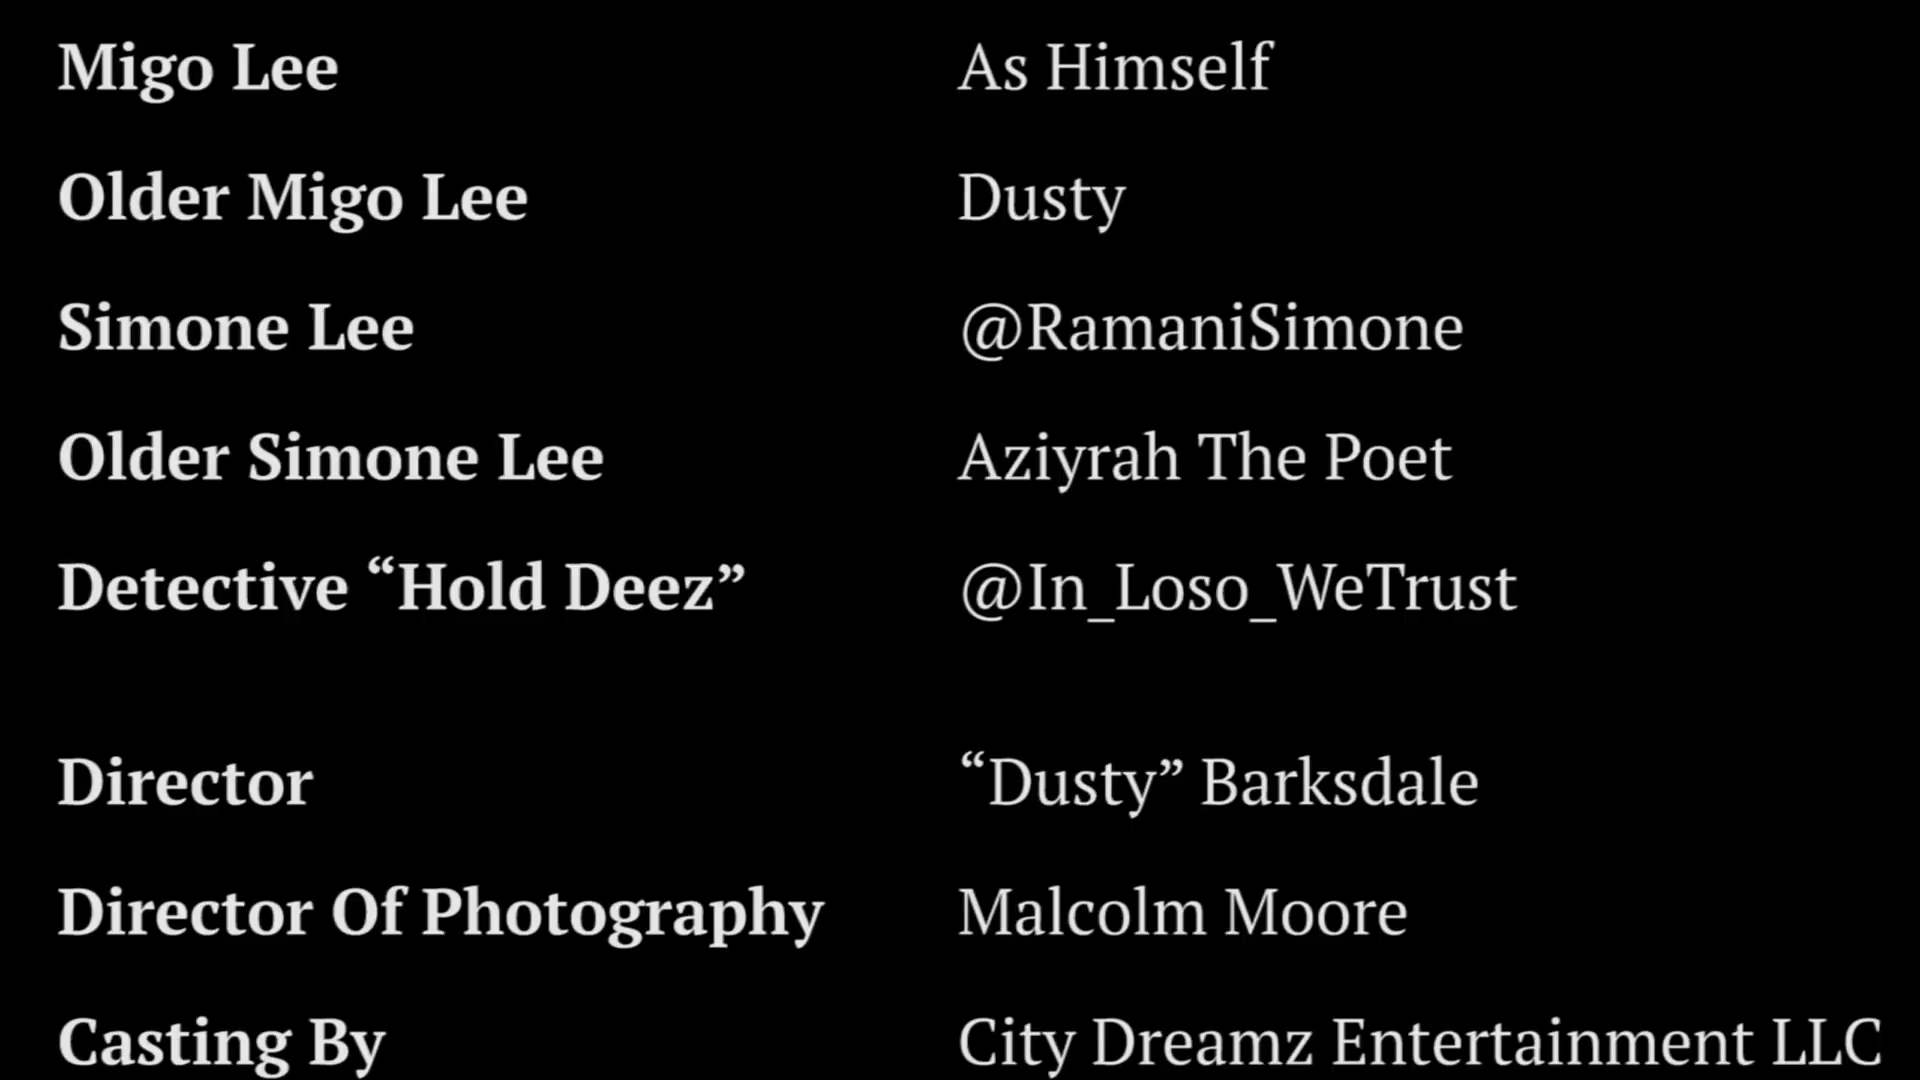 Migo Lee As Himself
Older Migo Lee Dusty
Simone Lee @RamaniSimone
Older Simone Lee Aziyrah The Poet
Detective “Hold Deez” @In_Loso_WeTrust
Director “Dusty” Barksdale
Director Of Photography Malcolm Moore
Casting By City Dreamz Entertainment LLC